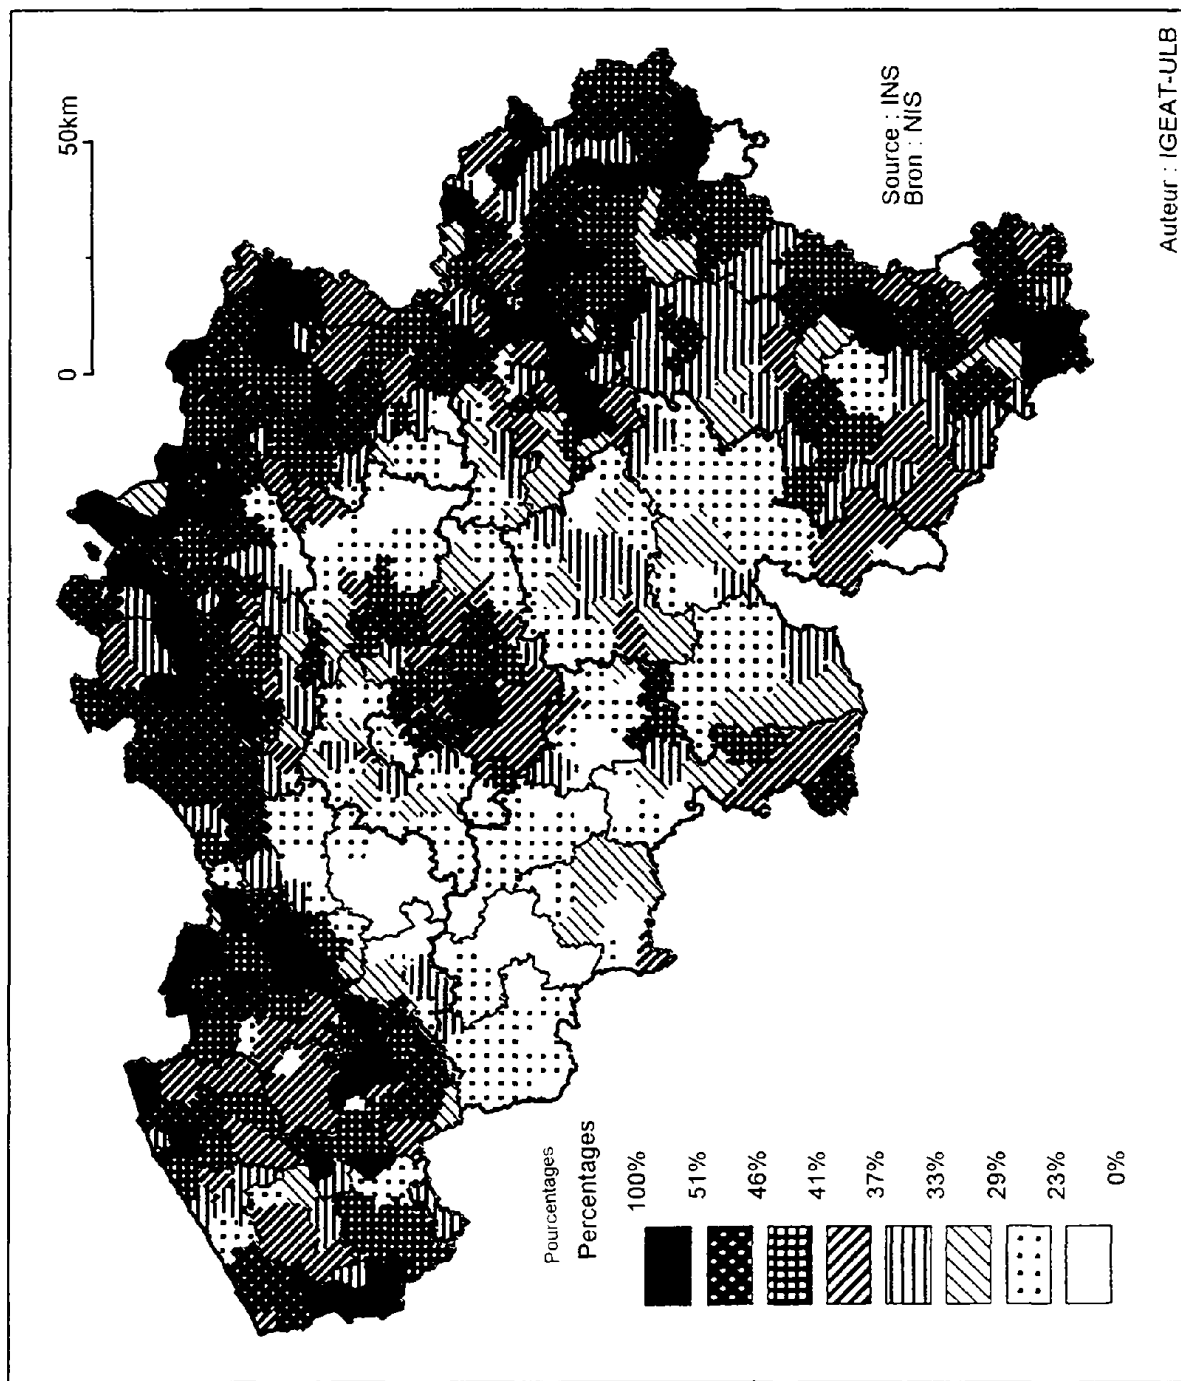 0 50km
Source : INS
Bron : NIS
Auteur : IGEAT-ULB
Pourcentages
Percentages
100%
51%
46%
41%
37%
33%
29%
23%
0%